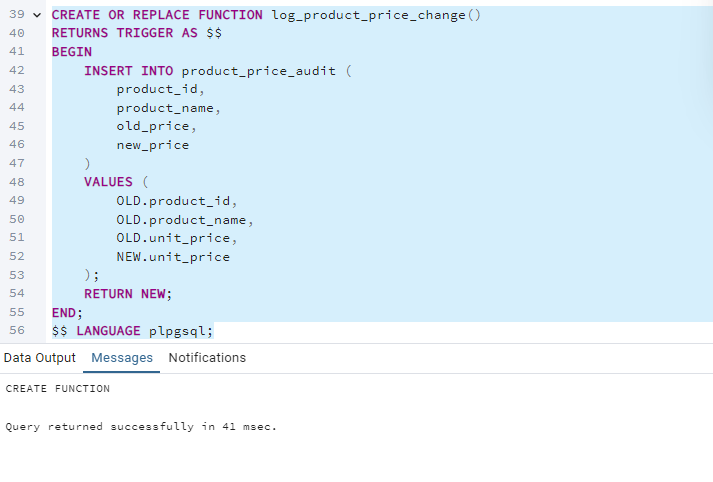 39 CREATE OR REPLACE FUNCTION log_product_price_change()
40 RETURNS TRIGGER AS $$
41 BEGIN
42     INSERT INTO product_price_audit (
43         product_id,
44         product_name,
45         old_price,
46         new_price
47     )
48     VALUES (
49         OLD.product_id,
50         OLD.product_name,
51         OLD.unit_price,
52         NEW.unit_price
53     );
54     RETURN NEW;
55 END;
56 $$ LANGUAGE plpgsql;
Data Output Messages Notifications
CREATE FUNCTION
Query returned successfully in 41 msec.